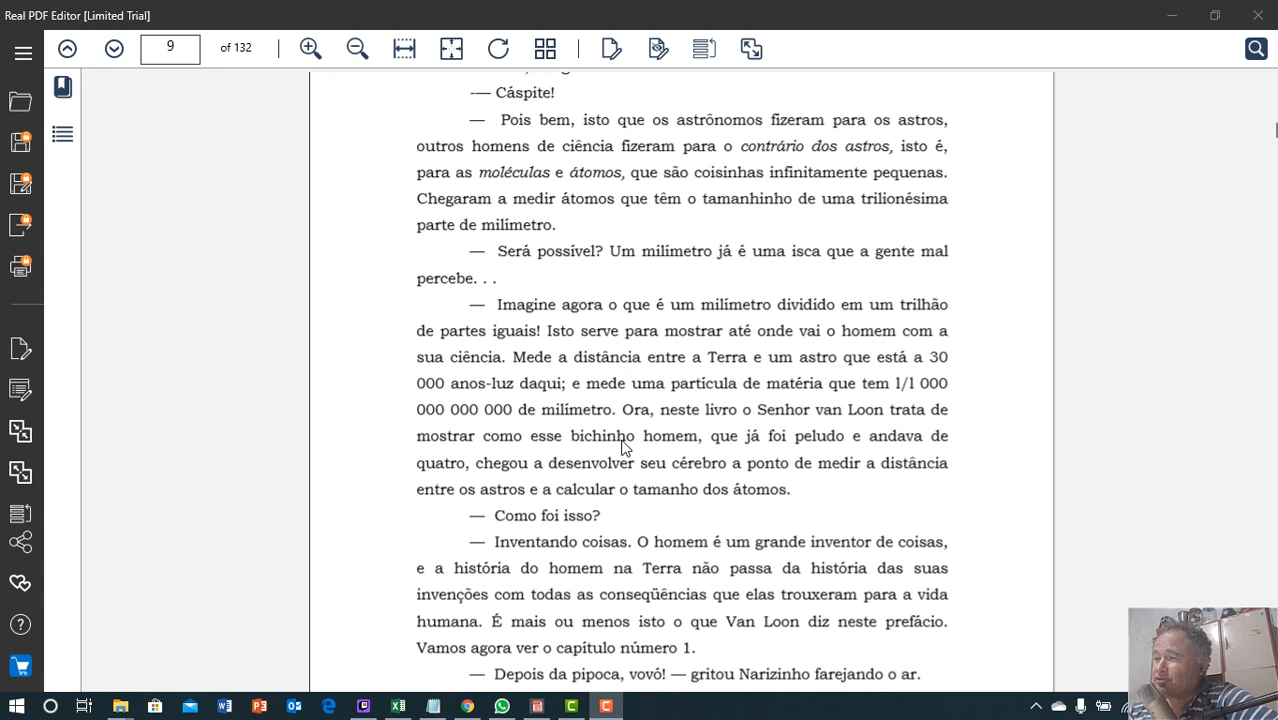 Real PDF Editor [Limited Trial]
9
of 132
-— Cáspite!
— Pois bem, isto que os astrônomos fizeram para os astros,
outros homens de ciência fizeram para o contrário dos astros, isto é,
para as moléculas e átomos, que são coisinhas infinitamente pequenas.
Chegaram a medir átomos que têm o tamanhinho de uma trilionésima
parte de milímetro.
— Será possível? Um milímetro já é uma isca que a gente mal
percebe. . .
— Imagine agora o que é um milímetro dividido em um trilhão
de partes iguais! Isto serve para mostrar até onde vai o homem com a
sua ciência. Mede a distância entre a Terra e um astro que está a 30
000 anos-luz daqui; e mede uma partícula de matéria que tem l/l 000
000 000 000 de milímetro. Ora, neste livro o Senhor van Loon trata de
mostrar como esse bichinho homem, que já foi peludo e andava de
quatro, chegou a desenvolver seu cérebro a ponto de medir a distância
entre os astros e a calcular o tamanho dos átomos.
— Como foi isso?
— Inventando coisas. O homem é um grande inventor de coisas,
e a história do homem na Terra não passa da história das suas
invenções com todas as conseqüências que elas trouxeram para a vida
humana. É mais ou menos isto o que Van Loon diz neste prefácio.
Vamos agora ver o capítulo número 1.
— Depois da pipoca, vovó! — gritou Narizinho farejando o ar.